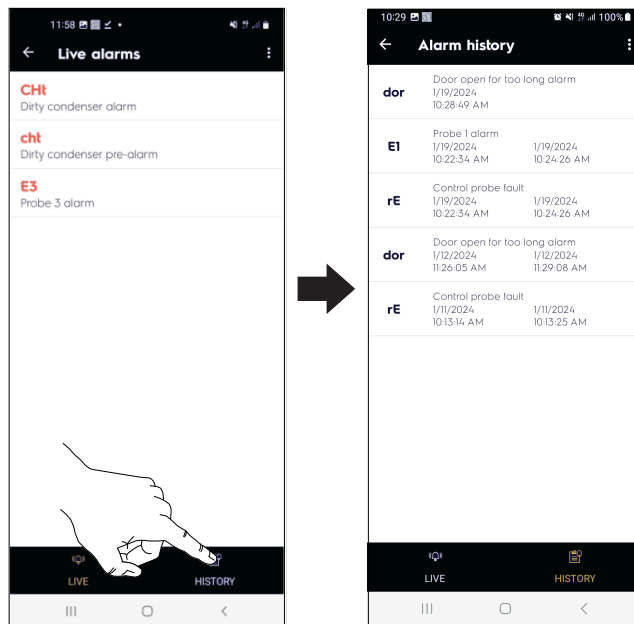 11:58
Live alarms
CHt
Dirty condenser alarm
cht
Dirty condenser pre-alarm
E3
Probe 3 alarm
LIVE
HISTORY
10:29
100%
Alarm history
dor
Door open for too long alarm
1/19/2024
10:28:49 AM
E1
Probe 1 alarm
1/19/2024 1/19/2024
10:22:34 AM 10:24:26 AM
rE
Control probe fault
1/19/2024 1/19/2024
10:22:34 AM 10:24:26 AM
dor
Door open for too long alarm
1/12/2024 1/12/2024
11:26:05 AM 11:29:08 AM
rE
Control probe fault
1/11/2024 1/11/2024
10:13:14 AM 10:13:25 AM
LIVE
HISTORY